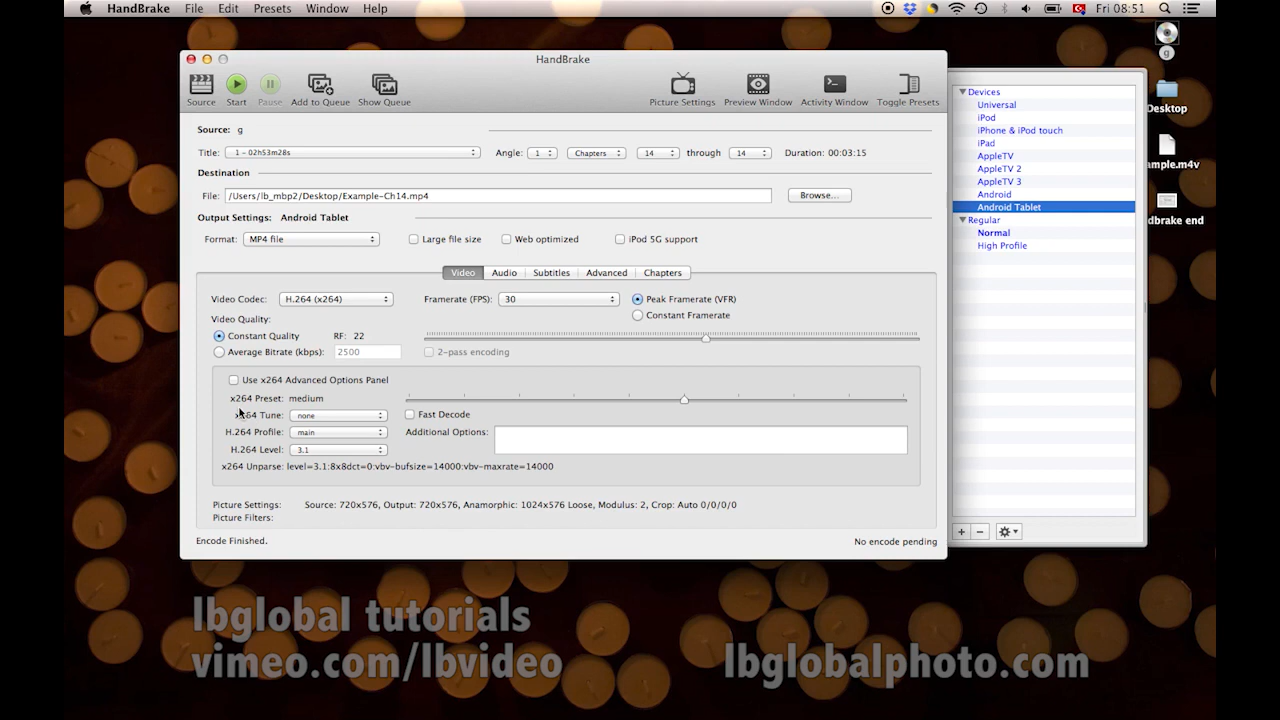 HandBrake File Edit Presets Window Help Fri 08:51
HandBrake
Source Start Pause Add to Queue Show Queue Picture Settings Preview Window Activity Window Toggle Presets
Source: g
Title: 1 - 02h53m28s Angle: 1 Chapters 14 through 14 Duration: 00:03:15
Destination
File: /Users/lb_mbp2/Desktop/Example-Ch14.mp4 Browse...
Output Settings: Android Tablet
Format: MP4 file Large file size Web optimized iPod 5G support
Video Audio Subtitles Advanced Chapters
Video Codec: H.264 (x264) Framerate (FPS): 30 Peak Framerate (VFR)
Constant Framerate
Video Quality:
Constant Quality RF: 22
Average Bitrate (kbps): 2500 2-pass encoding
Use x264 Advanced Options Panel
x264 Preset: medium
x264 Tune: none Fast Decode
H.264 Profile: main Additional Options:
H.264 Level: 3.1
x264 Unparse: level=3.1:8x8dct=0:vbv-bufsize=14000:vbv-maxrate=14000
Picture Settings: Source: 720x576, Output: 720x576, Anamorphic: 1024x576 Loose, Modulus: 2, Crop: Auto 0/0/0/0
Picture Filters:
Encode Finished. No encode pending
Devices
Universal
iPod
iPhone & iPod touch
iPad
AppleTV
AppleTV 2
AppleTV 3
Android
Android Tablet
Regular
Normal
High Profile
g
Desktop
ample.m4v
dbrake end
lbglobal tutorials
vimeo.com/lbvideo
lbglobalphoto.com